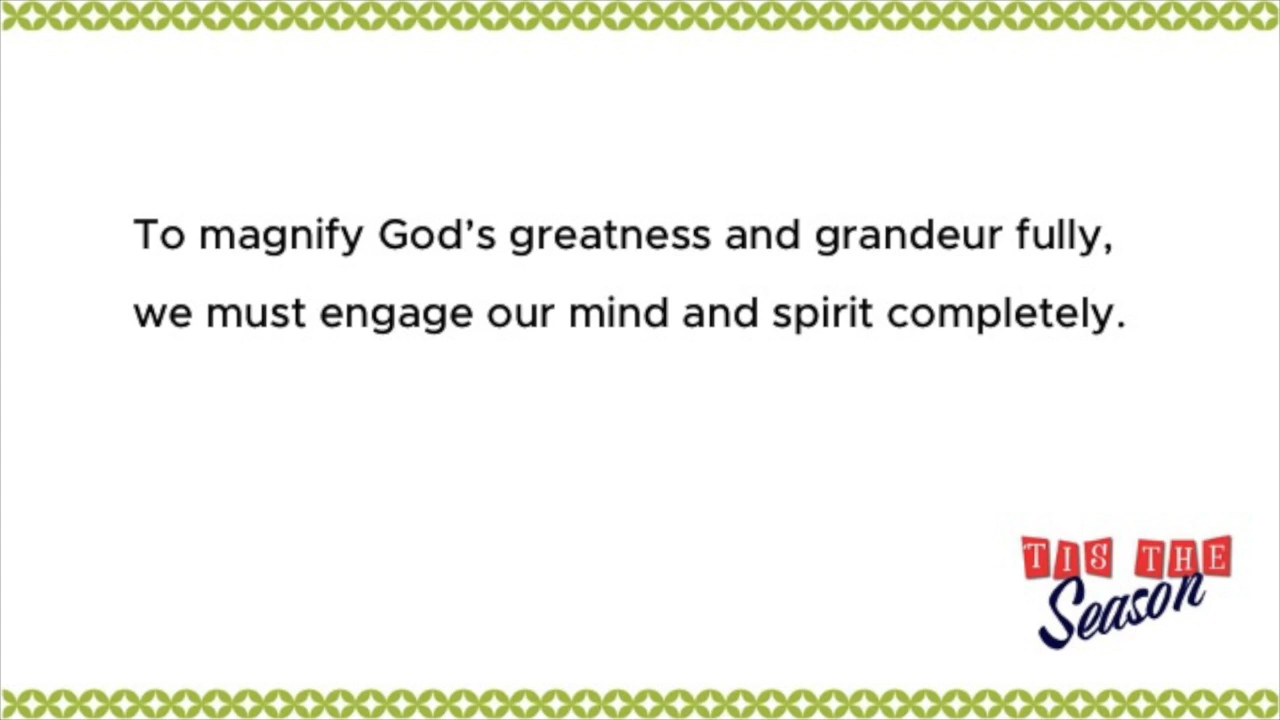 To magnify God’s greatness and grandeur fully,
we must engage our mind and spirit completely.
'TIS THE
Season